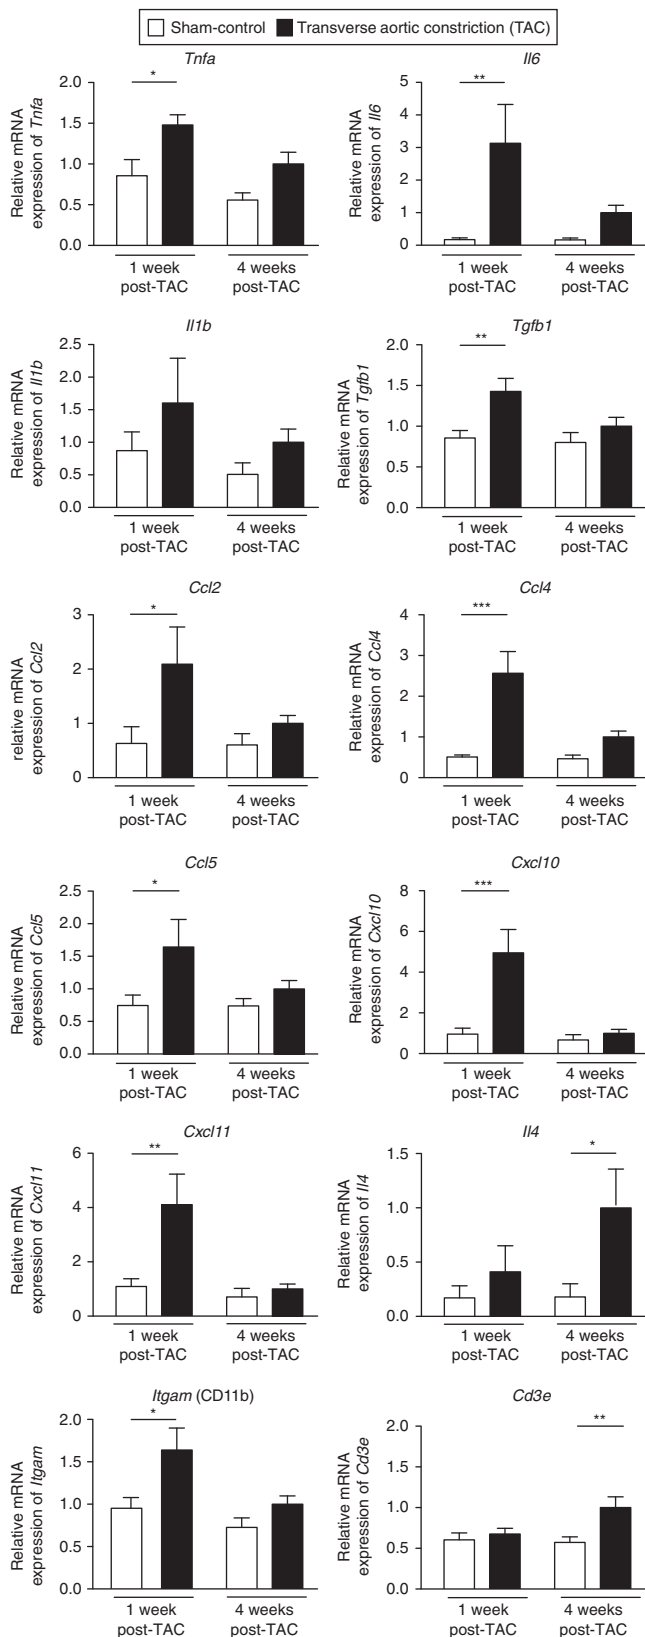 Sham-control Transverse aortic constriction (TAC)
Tnfa
Relative mRNA
expression of Tnfa
2.0
1.5
1.0
0.5
0.0
*
1 week
post-TAC
4 weeks
post-TAC
Il6
Relative mRNA
expression of Il6
5
4
3
2
1
0
**
1 week
post-TAC
4 weeks
post-TAC
Il1b
Relative mRNA
expression of Il1b
2.5
2.0
1.5
1.0
0.5
0.0
1 week
post-TAC
4 weeks
post-TAC
Tgfb1
Relative mRNA
expression of Tgfb1
2.0
1.5
1.0
0.5
0.0
**
1 week
post-TAC
4 weeks
post-TAC
Ccl2
relative mRNA
expression of Ccl2
3
2
1
0
*
1 week
post-TAC
4 weeks
post-TAC
Ccl4
Relative mRNA
expression of Ccl4
4
3
2
1
0
***
1 week
post-TAC
4 weeks
post-TAC
Ccl5
Relative mRNA
expression of Ccl5
2.5
2.0
1.5
1.0
0.5
0.0
*
1 week
post-TAC
4 weeks
post-TAC
Cxcl10
Relative mRNA
expression of Cxcl10
8
6
4
2
0
***
1 week
post-TAC
4 weeks
post-TAC
Cxcl11
Relative mRNA
expression of Cxcl11
6
4
2
0
**
1 week
post-TAC
4 weeks
post-TAC
Il4
Relative mRNA
expression of Il4
1.5
1.0
0.5
0.0
*
1 week
post-TAC
4 weeks
post-TAC
Itgam (CD11b)
Relative mRNA
expression of Itgam
2.0
1.5
1.0
0.5
0.0
*
1 week
post-TAC
4 weeks
post-TAC
Cd3e
Relative mRNA
expression of Cd3e
2.0
1.5
1.0
0.5
0.0
**
1 week
post-TAC
4 weeks
post-TAC